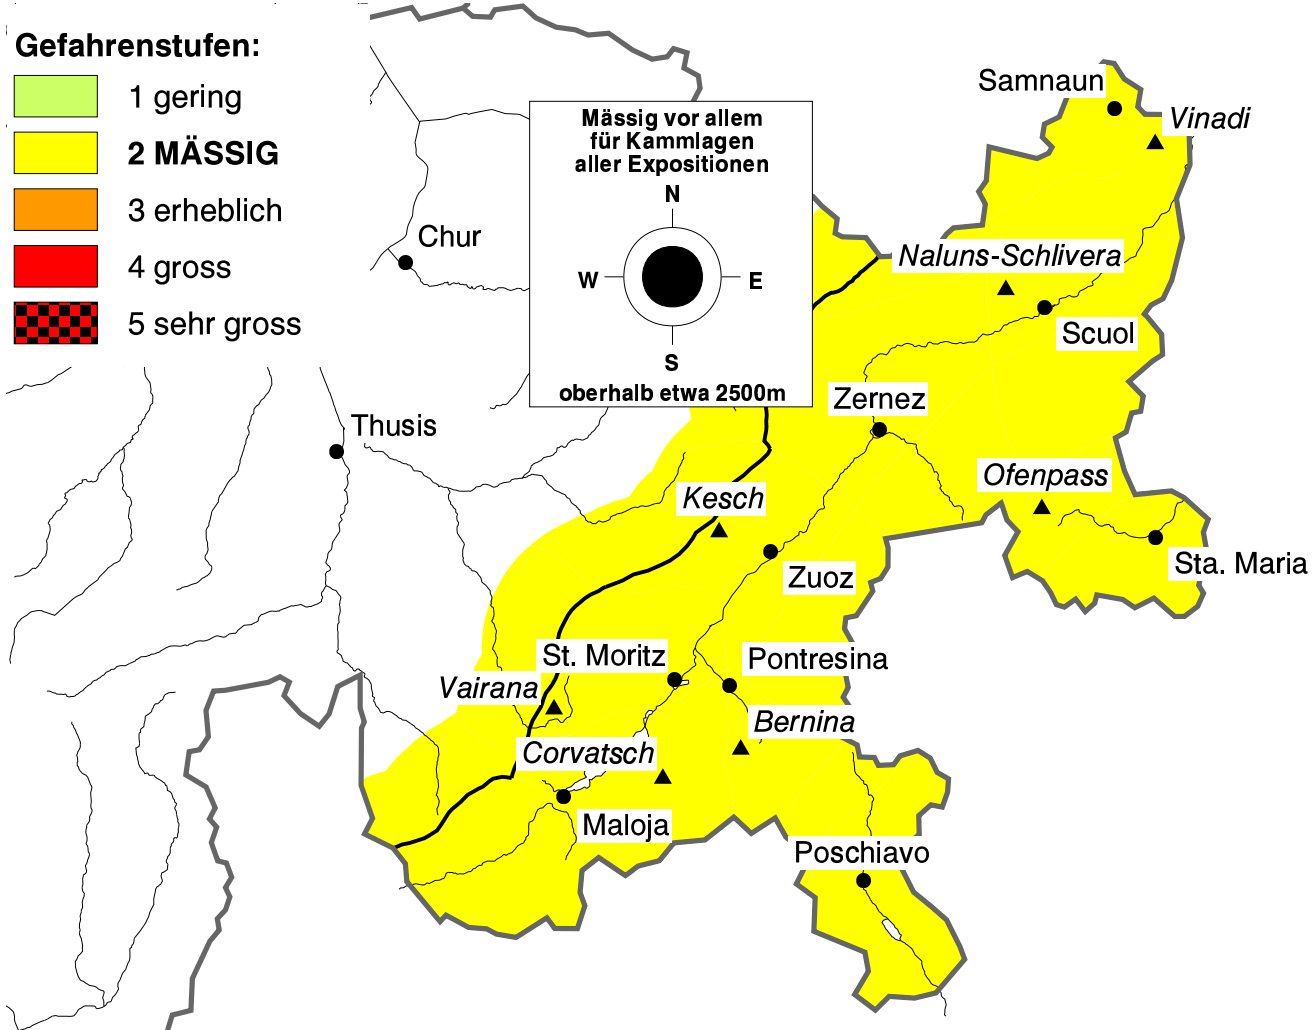 Gefahrenstufen:
1 gering
2 MÄSSIG
3 erheblich
4 gross
5 sehr gross
Mässig vor allem
für Kammlagen
aller Expositionen
N
W
E
S
oberhalb etwa 2500m
Samnaun
Vinadi
Chur
Naluns-Schlivera
Scuol
Zernez
Thusis
Ofenpass
Kesch
Zuoz
Sta. Maria
St. Moritz
Pontresina
Vairana
Bernina
Corvatsch
Maloja
Poschiavo